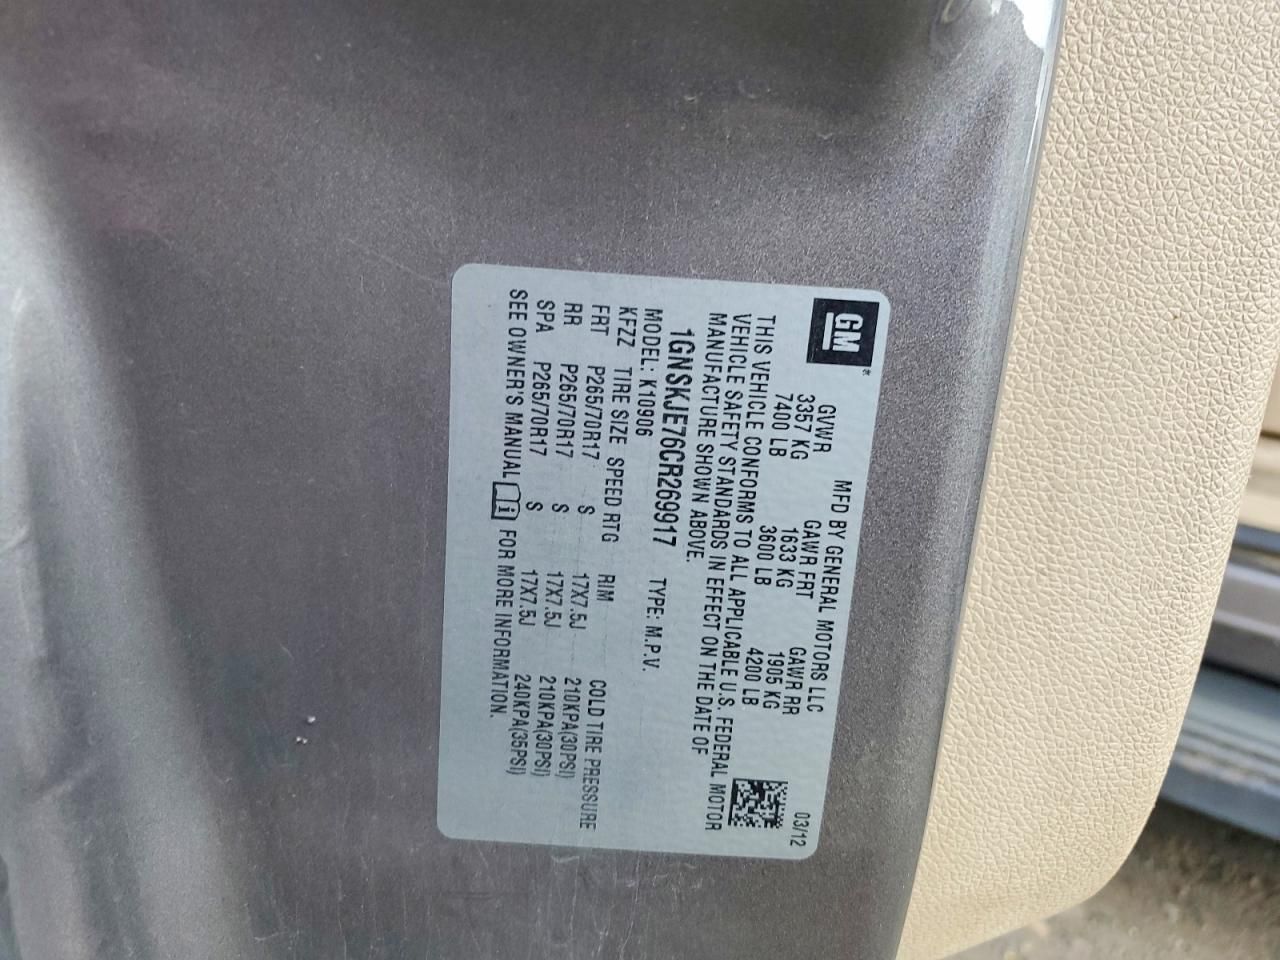 GM*
MFD BY GENERAL MOTORS LLC 03/12
GVWR GAWR FRT GAWR RR
3357 KG 1633 KG 1905 KG
7400 LB 3600 LB 4200 LB
THIS VEHICLE CONFORMS TO ALL APPLICABLE U.S. FEDERAL MOTOR
VEHICLE SAFETY STANDARDS IN EFFECT ON THE DATE OF
MANUFACTURE SHOWN ABOVE.
1GNSKJE76CR269917 TYPE: M.P.V.
MODEL: K10906
KFZZ TIRE SIZE SPEED RTG RIM COLD TIRE PRESSURE
FRT P265/70R17 S 17X7.5J 210KPA(30PSI)
RR P265/70R17 S 17X7.5J 210KPA(30PSI)
SPA P265/70R17 S 17X7.5J 240KPA(35PSI)
SEE OWNER'S MANUAL i FOR MORE INFORMATION.